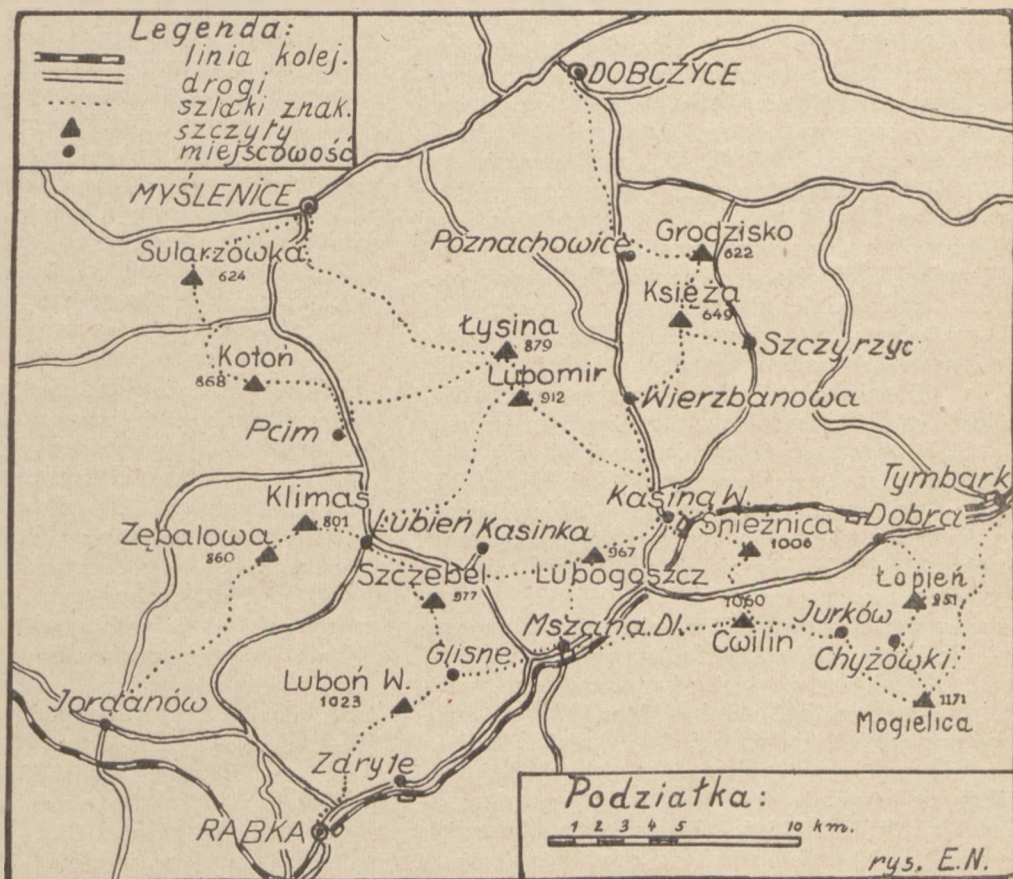 Legenda:
linia kolej.
drogi
szlaki znak.
szczyty
miejscowość
DOBCZYCE
MYŚLENICE
Sularzówka
624
Poznachowice
Grodzisko
622
Księża
649
Łysina
879
Szczyrzyc
Kotoń
868
Lubomir
912
Wierzbanowa
Pcim
Klimas
801
Kasina W.
Tymbark
Zębalowa
860
Lubień
Kasinka
Śnieżnica
1006
Dobra
Szczebel
977
967
Lubogoszcz
Łopień
951
1060
Ćwilin
Jurków
Mszana Dl.
Glisne
Chyżówki
Luboń W.
1023
Jordanów
1171
Mogielica
Zdryte
RABKA
Podziałka:
1 2 3 4 5 10 km.
rys. E.N.